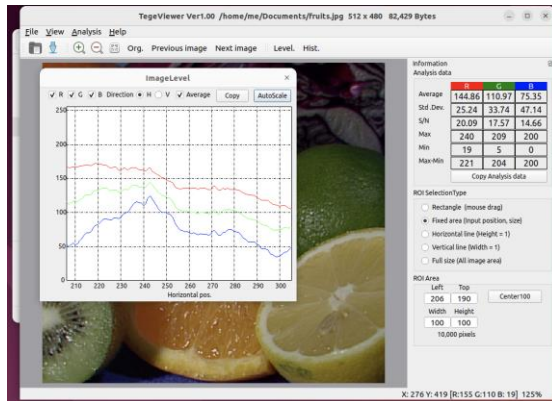 TegeViewer Ver1.00 /home/me/Documents/fruits.jpg 512 x 480 82,429 Bytes
File View Analysis Help
Org. Previous image Next image Level. Hist.
ImageLevel
R G B Direction H V Average Copy AutoScale
250
200
150
100
50
0
210 220 230 240 250 260 270 280 290 300
Horizontal pos.
Information
Analysis data
R G B
Average 144.86 110.97 75.35
Std .Dev. 25.24 33.74 47.14
S/N 20.09 17.57 14.66
Max 240 209 200
Min 19 5 0
Max-Min 221 204 200
Copy Analysis data
ROI SelectionType
Rectangle (mouse drag)
Fixed area (Input position, size)
Horizontal line (Height = 1)
Vertical line (Width = 1)
Full size (All image area)
ROI Area
Left Top
206 190 Center100
Width Height
100 100
10,000 pixels
X: 276 Y: 419 [R:155 G:110 B: 19] 125%